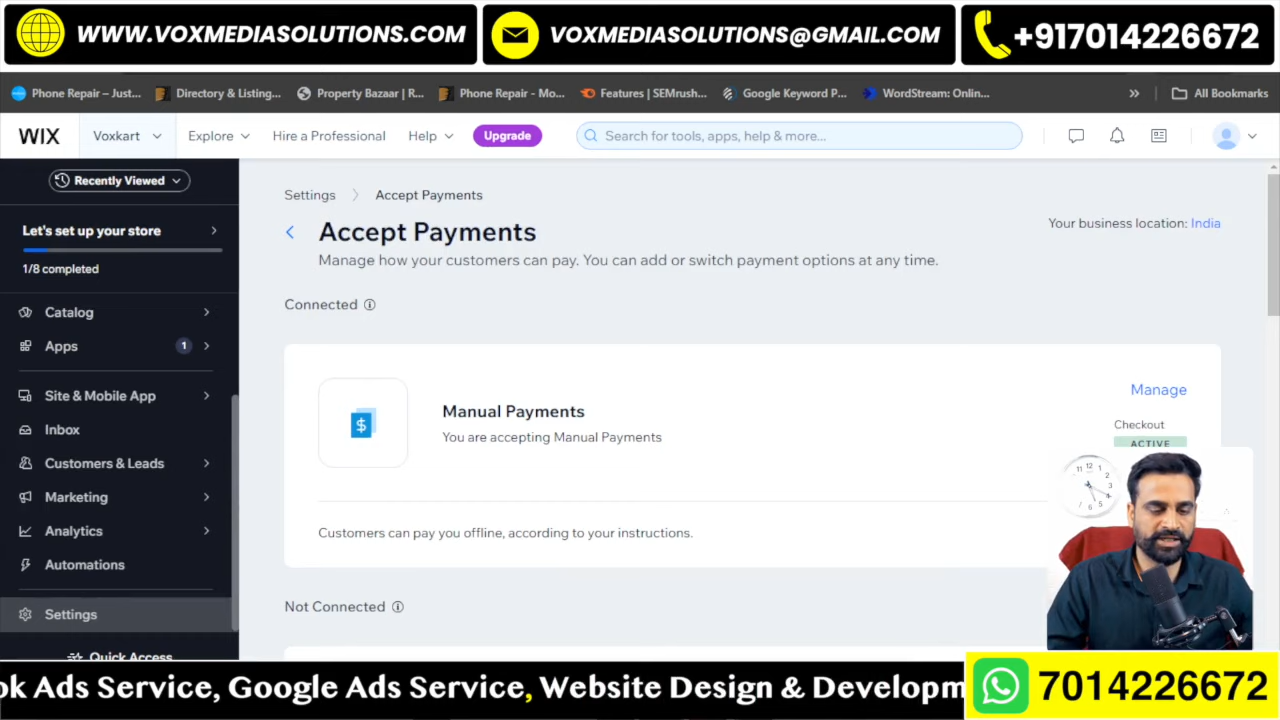 WWW.VOXMEDIASOLUTIONS.COM
VOXMEDIASOLUTIONS@GMAIL.COM
+917014226672
Phone Repair – Just...
Directory & Listing...
Property Bazaar | R...
Phone Repair - Mo...
Features | SEMrush...
Google Keyword P...
WordStream: Onlin...
»
All Bookmarks
WIX
Voxkart
Explore
Hire a Professional
Help
Upgrade
Search for tools, apps, help & more...
Recently Viewed
Let's set up your store
1/8 completed
Catalog
Apps
1
Site & Mobile App
Inbox
Customers & Leads
Marketing
Analytics
Automations
Settings
Quick Access
Settings
Accept Payments
Your business location: India
Accept Payments
Manage how your customers can pay. You can add or switch payment options at any time.
Connected
$
Manual Payments
You are accepting Manual Payments
Manage
Checkout
ACTIVE
Customers can pay you offline, according to your instructions.
Not Connected
ok Ads Service, Google Ads Service, Website Design & Developm
7014226672